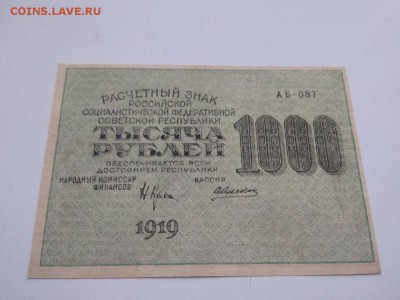 COINS.LAVE.RU
РАСЧЕТНЫЙ ЗНАК
РОССИЙСКОЙ
СОЦИАЛИСТИЧЕСКОЙ ФЕДЕРАТИВНОЙ
СОВЕТСКОЙ РЕСПУБЛИКИ
АБ-087
ТЫСЯЧА
РУБЛЕЙ
1000
ОБЕСПЕЧИВАЕТСЯ ВСЕМ
ДОСТОЯНИЕМ РЕСПУБЛИКИ
НАРОДНЫЙ КОМИССАР
ФИНАНСОВ
КАССИР
1919